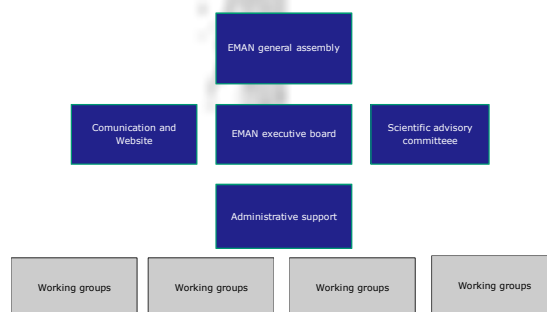 EMAN general assembly
Comunication and
Website
EMAN executive board
Scientific advisory
committeee
Administrative support
Working groups
Working groups
Working groups
Working groups